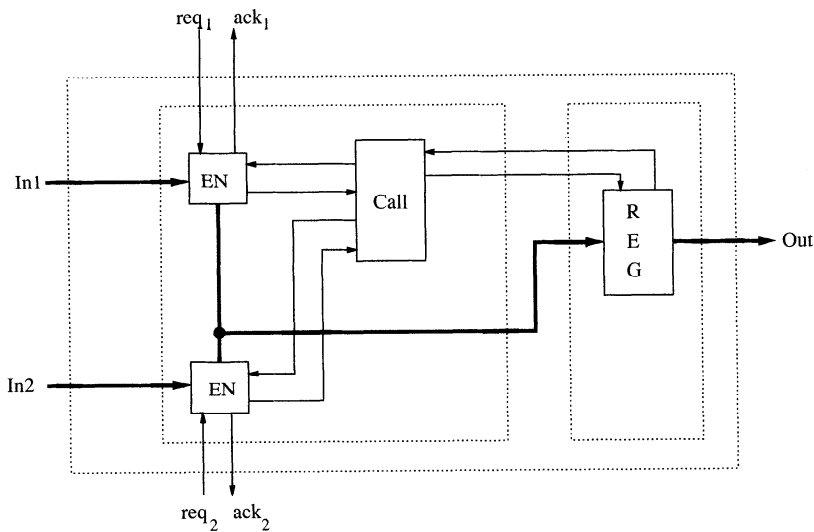 req1 ack1
In1
EN
Call
R
E
G
Out
In2
EN
req2 ack2